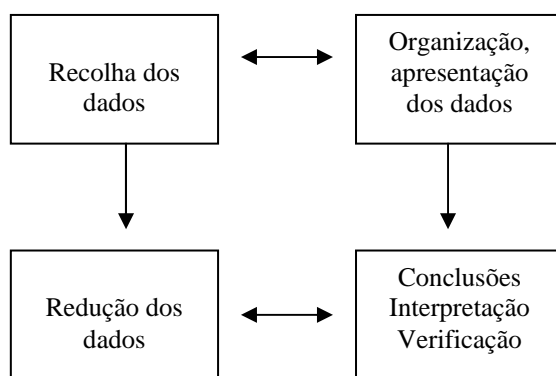 Recolha dos
dados
Organização,
apresentação
dos dados
Redução dos
dados
Conclusões
Interpretação
Verificação